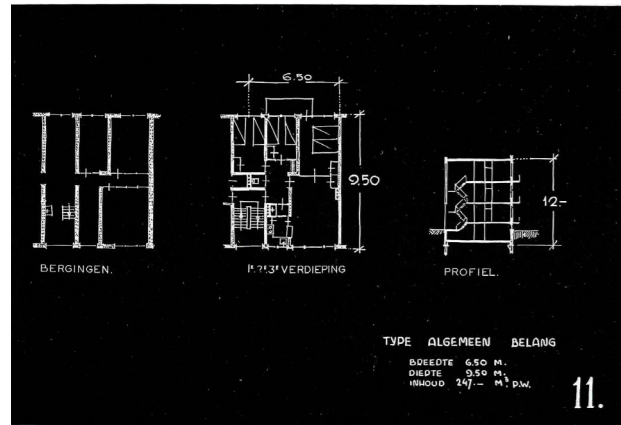 6.50
9.50
12.-
BERGINGEN.
1e.2e.3e VERDIEPING
PROFIEL.
TYPE ALGEMEEN BELANG
BREEDTE 6.50 M.
DIEPTE 9.50 M.
INHOUD 247.- M³ P.W.
11.